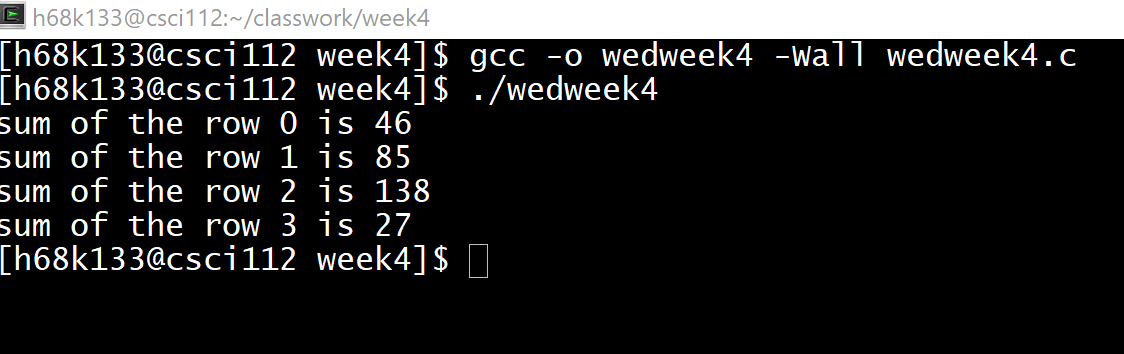 h68k133@csci112:~/classwork/week4
[h68k133@csci112 week4]$ gcc -o wedweek4 -Wall wedweek4.c
[h68k133@csci112 week4]$ ./wedweek4
sum of the row 0 is 46
sum of the row 1 is 85
sum of the row 2 is 138
sum of the row 3 is 27
[h68k133@csci112 week4]$